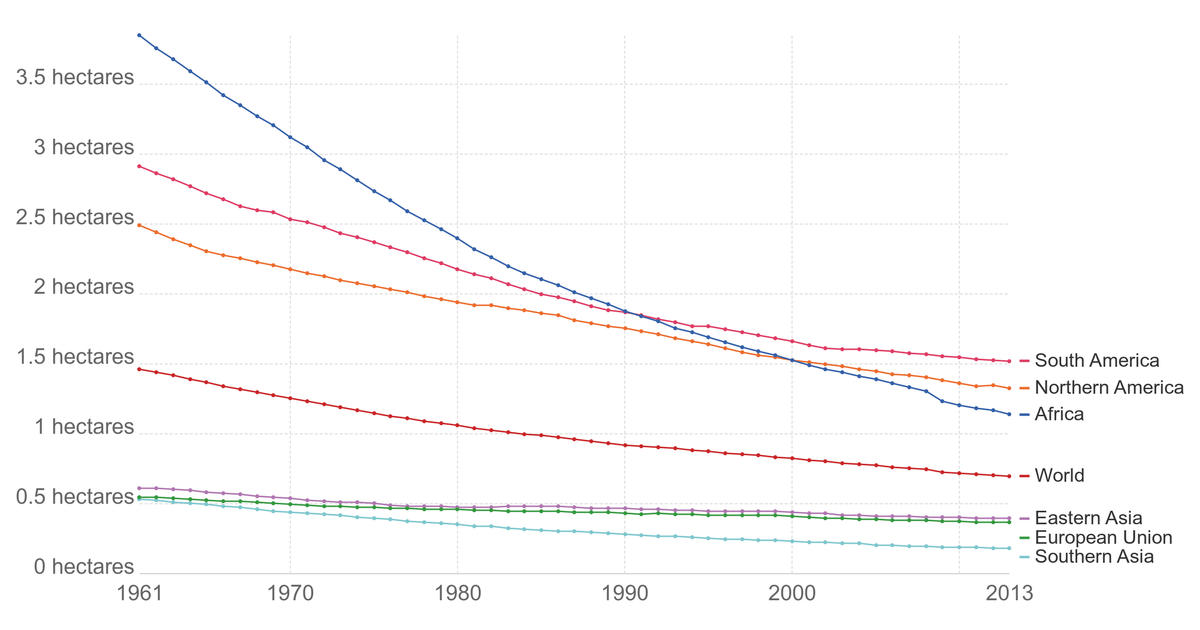 3.5 hectares
3 hectares
2.5 hectares
2 hectares
1.5 hectares
1 hectares
0.5 hectares
0 hectares
1961 1970 1980 1990 2000 2013
South America
Northern America
Africa
World
Eastern Asia
European Union
Southern Asia